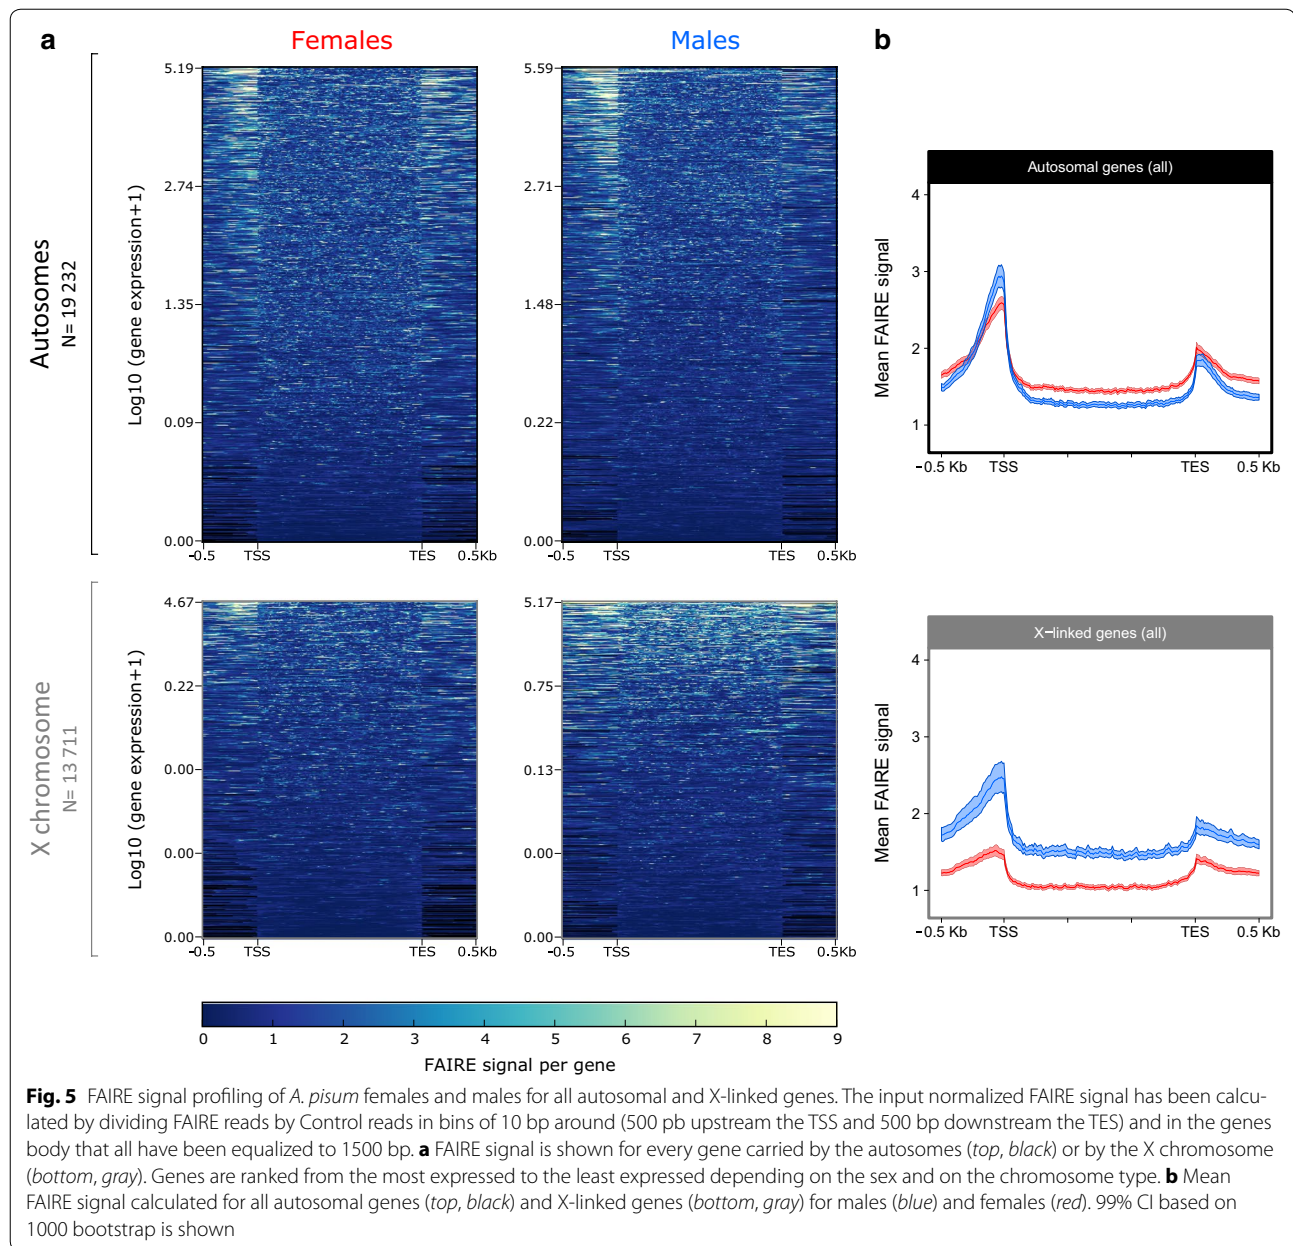 a
Females
Males
b
Autosomes
N= 19 232
Log10 (gene expression+1)
5.19
2.74
1.35
0.09
0.00
−0.5 TSS TES 0.5Kb
5.59
2.71
1.48
0.22
0.00
−0.5 TSS TES 0.5Kb
Autosomal genes (all)
Mean FAIRE signal
4
3
2
1
−0.5 Kb TSS TES 0.5 Kb
X chromosome
N= 13 711
Log10 (gene expression+1)
4.67
0.22
0.00
0.00
0.00
−0.5 TSS TES 0.5Kb
5.17
0.75
0.13
0.00
0.00
−0.5 TSS TES 0.5Kb
X−linked genes (all)
Mean FAIRE signal
4
3
2
1
−0.5 Kb TSS TES 0.5 Kb
0 1 2 3 4 5 6 7 8 9
FAIRE signal per gene
Fig. 5 FAIRE signal profiling of A. pisum females and males for all autosomal and X-linked genes. The input normalized FAIRE signal has been calcu-
lated by dividing FAIRE reads by Control reads in bins of 10 bp around (500 pb upstream the TSS and 500 bp downstream the TES) and in the genes
body that all have been equalized to 1500 bp. a FAIRE signal is shown for every gene carried by the autosomes (top, black) or by the X chromosome
(bottom, gray). Genes are ranked from the most expressed to the least expressed depending on the sex and on the chromosome type. b Mean
FAIRE signal calculated for all autosomal genes (top, black) and X-linked genes (bottom, gray) for males (blue) and females (red). 99% CI based on
1000 bootstrap is shown